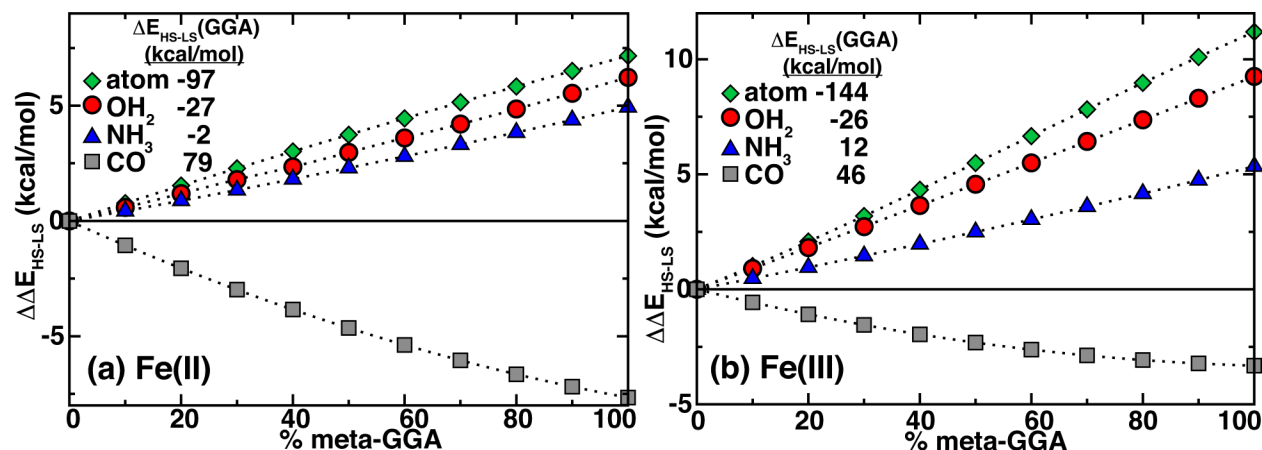 ΔE_HS-LS(GGA)
(kcal/mol)
atom -97
OH₂ -27
NH₃ -2
CO 79
ΔΔE_HS-LS (kcal/mol)
5
0
-5
(a) Fe(II)
0 20 40 60 80 100
% meta-GGA
ΔE_HS-LS(GGA)
(kcal/mol)
atom -144
OH₂ -26
NH₃ 12
CO 46
ΔΔE_HS-LS (kcal/mol)
10
5
0
-5
(b) Fe(III)
0 20 40 60 80 100
% meta-GGA